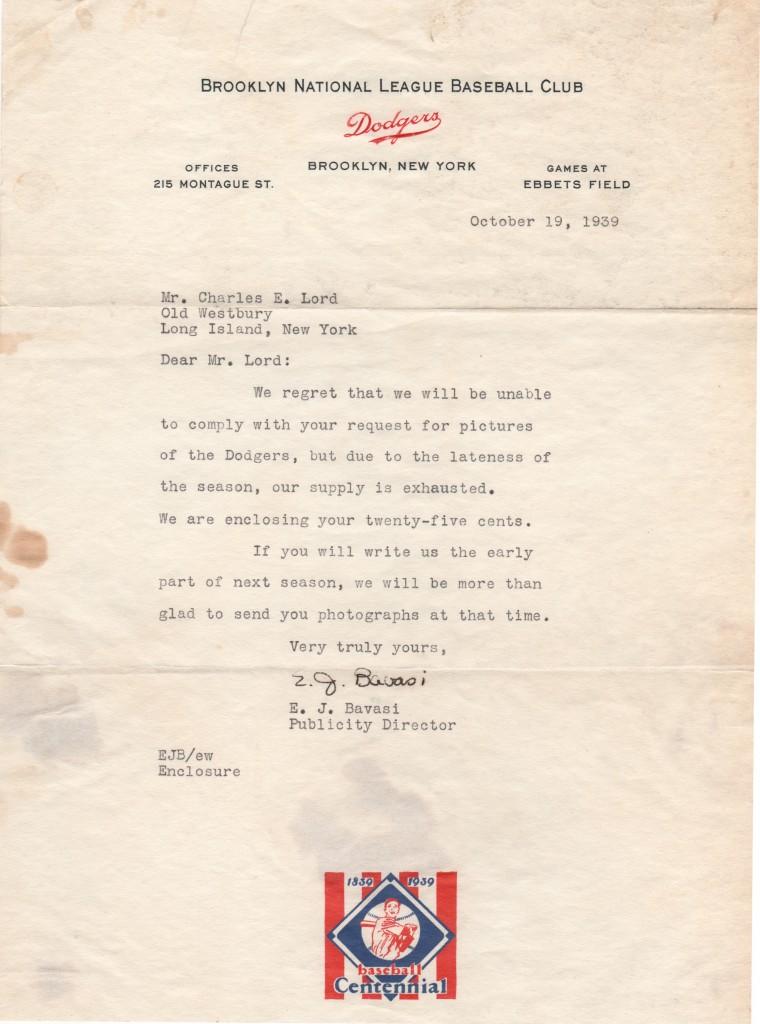 BROOKLYN NATIONAL LEAGUE BASEBALL CLUB
Dodgers
OFFICES
215 MONTAGUE ST.
BROOKLYN, NEW YORK
GAMES AT
EBBETS FIELD
October 19, 1939
Mr. Charles E. Lord
Old Westbury
Long Island, New York
Dear Mr. Lord:
We regret that we will be unable
to comply with your request for pictures
of the Dodgers, but due to the lateness of
the season, our supply is exhausted.
We are enclosing your twenty-five cents.
If you will write us the early
part of next season, we will be more than
glad to send you photographs at that time.
Very truly yours,
E. J. Bavasi
E. J. Bavasi
Publicity Director
EJB/ew
Enclosure
1839 1939
baseball
Centennial